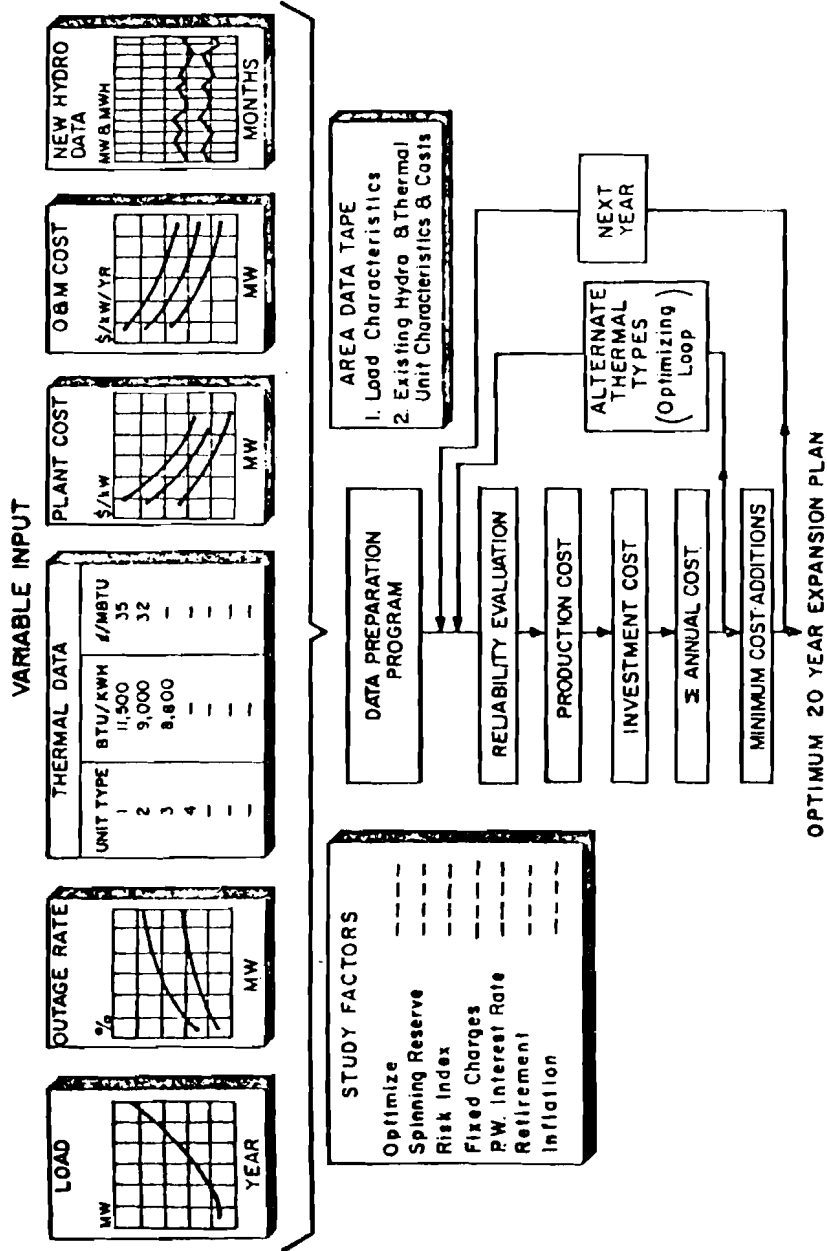 VARIABLE INPUT
LOAD
MW
YEAR
OUTAGE RATE
%
MW
THERMAL DATA
UNIT TYPE BTU/KWH ¢/MBTU
1 11,500 35
2 9,000 32
3 8,800 –
4 – –
– – –
– – –
– – –
PLANT COST
$/kW
MW
O&M COST
$/kW/YR
MW
NEW HYDRO
DATA
MW & MWH
MONTHS
STUDY FACTORS
Optimize ----
Spinning Reserve ----
Risk Index ----
Fixed Charges ----
P.W. Interest Rate ----
Retirement ----
Inflation ----
DATA PREPARATION
PROGRAM
AREA DATA TAPE
1. Load Characteristics
2. Existing Hydro & Thermal
Unit Characteristics & Costs
RELIABILITY EVALUATION
PRODUCTION COST
INVESTMENT COST
Σ ANNUAL COST
MINIMUM COST ADDITIONS
ALTERNATE
THERMAL
TYPES
(Optimizing
Loop)
NEXT
YEAR
OPTIMUM 20 YEAR EXPANSION PLAN